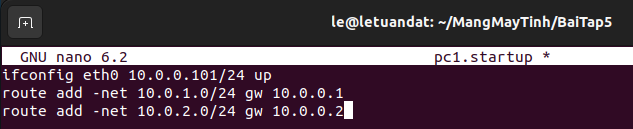 le@letuandat: ~/MangMayTinh/BaiTap5
GNU nano 6.2 pc1.startup *
ifconfig eth0 10.0.0.101/24 up
route add -net 10.0.1.0/24 gw 10.0.0.1
route add -net 10.0.2.0/24 gw 10.0.0.2